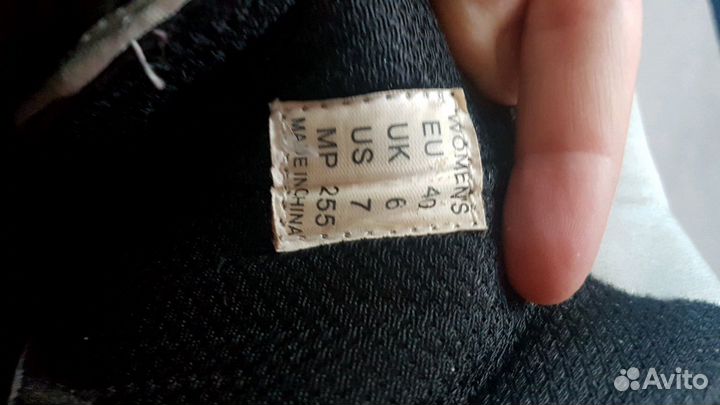 WOMENS
EU 40
UK 6
US 7
MP 255
MADE IN CHINA
Avito